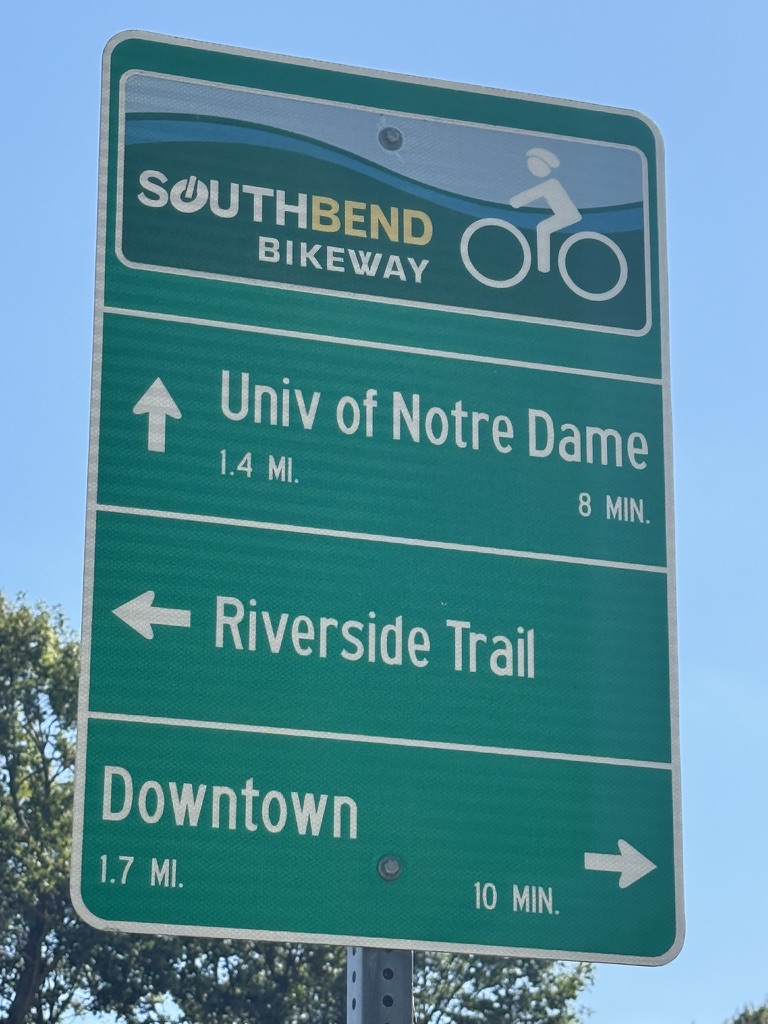 SOUTHBEND
BIKEWAY
Univ of Notre Dame
1.4 MI.
8 MIN.
Riverside Trail
Downtown
1.7 MI.
10 MIN.